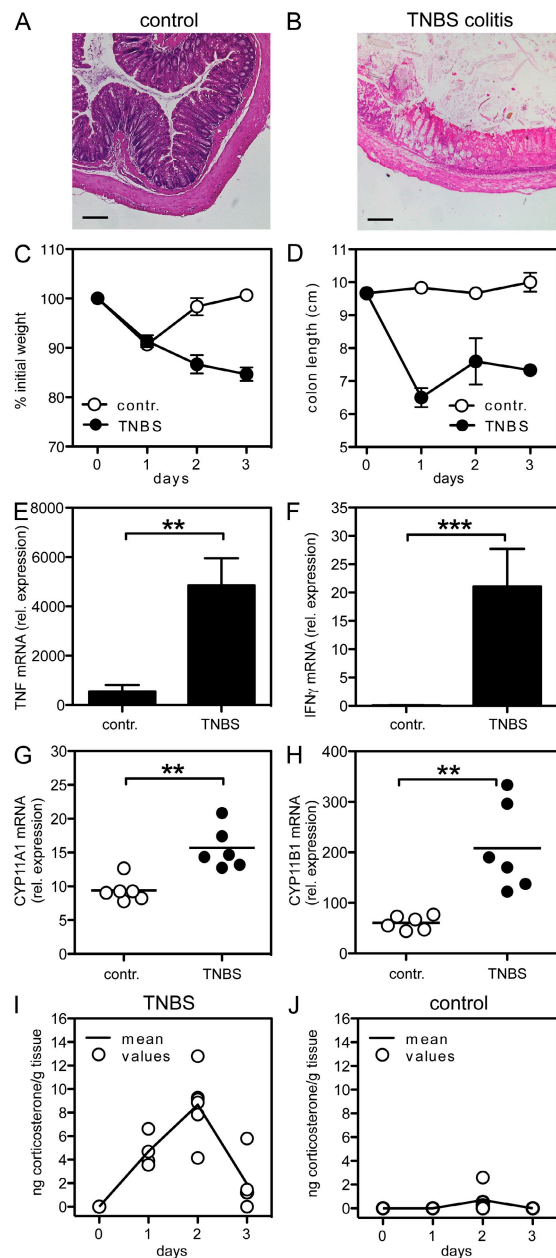 A control
B TNBS colitis
C
% initial weight
110
100
90
80
70
contr.
TNBS
0 1 2 3
days
D
colon length (cm)
11
10
9
8
7
6
5
contr.
TNBS
0 1 2 3
days
E
TNF mRNA (rel. expression)
8000
6000
4000
2000
0
**
contr. TNBS
F
IFNγ mRNA (rel. expression)
35
30
25
20
15
10
5
0
***
contr. TNBS
G
CYP11A1 mRNA
(rel. expression)
30
25
20
15
10
5
0
**
contr. TNBS
H
CYP11B1 mRNA
(rel. expression)
400
300
200
100
0
**
contr. TNBS
I TNBS
ng corticosterone/g tissue
16
14
12
10
8
6
4
2
0
mean
values
0 1 2 3
days
J control
ng corticosterone/g tissue
16
14
12
10
8
6
4
2
0
mean
values
0 1 2 3
days